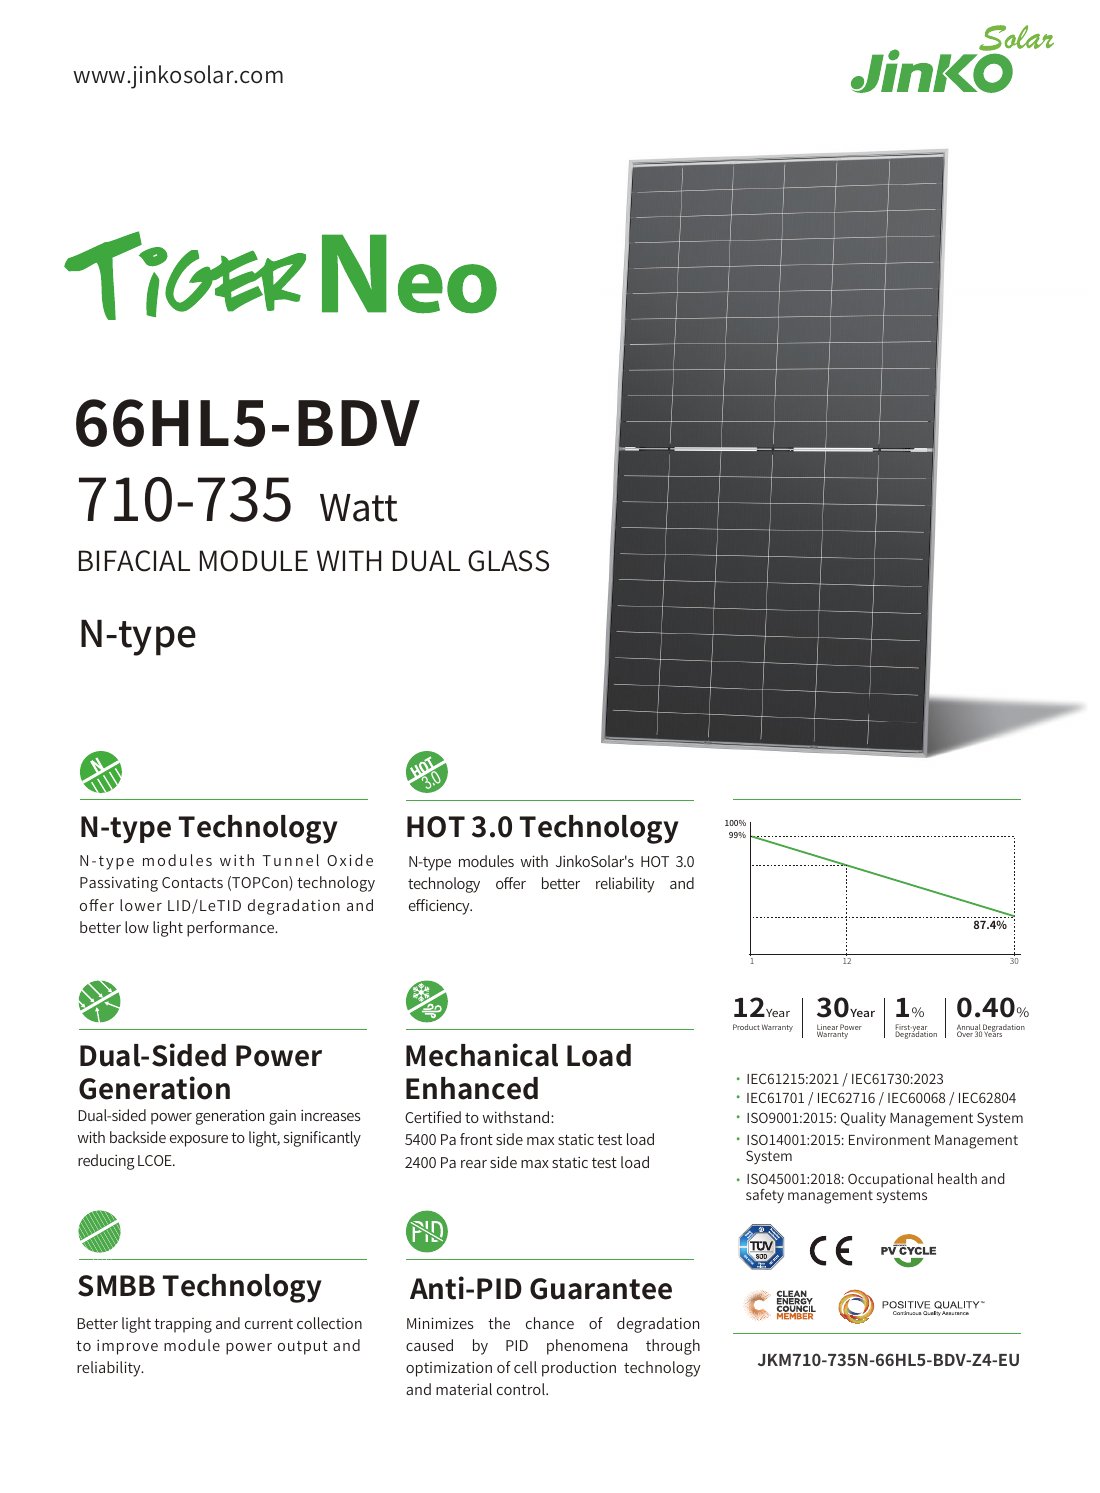 www.jinkosolar.com
Solar
JinKO
TiGER Neo
66HL5-BDV
710-735 Watt
BIFACIAL MODULE WITH DUAL GLASS
N-type
N
N-type Technology
N-type modules with Tunnel Oxide
Passivating Contacts (TOPCon) technology
offer lower LID/LeTID degradation and
better low light performance.
HOT
3.0
HOT 3.0 Technology
N-type modules with JinkoSolar's HOT 3.0
technology offer better reliability and
efficiency.
Dual-Sided Power
Generation
Dual-sided power generation gain increases
with backside exposure to light, significantly
reducing LCOE.
Mechanical Load
Enhanced
Certified to withstand:
5400 Pa front side max static test load
2400 Pa rear side max static test load
SMBB Technology
Better light trapping and current collection
to improve module power output and
reliability.
PID
Anti-PID Guarantee
Minimizes the chance of degradation
caused by PID phenomena through
optimization of cell production technology
and material control.
100%
99%
87.4%
1 12 30
12Year
Product Warranty
30Year
Linear Power
Warranty
1%
First-year
Degradation
0.40%
Annual Degradation
Over 30 Years
• IEC61215:2021 / IEC61730:2023
• IEC61701 / IEC62716 / IEC60068 / IEC62804
• ISO9001:2015: Quality Management System
• ISO14001:2015: Environment Management
System
• ISO45001:2018: Occupational health and
safety management systems
TÜV
SÜD
CE
PV CYCLE
CLEAN
ENERGY
COUNCIL
MEMBER
POSITIVE QUALITY™
Continuous Quality Assurance
JKM710-735N-66HL5-BDV-Z4-EU